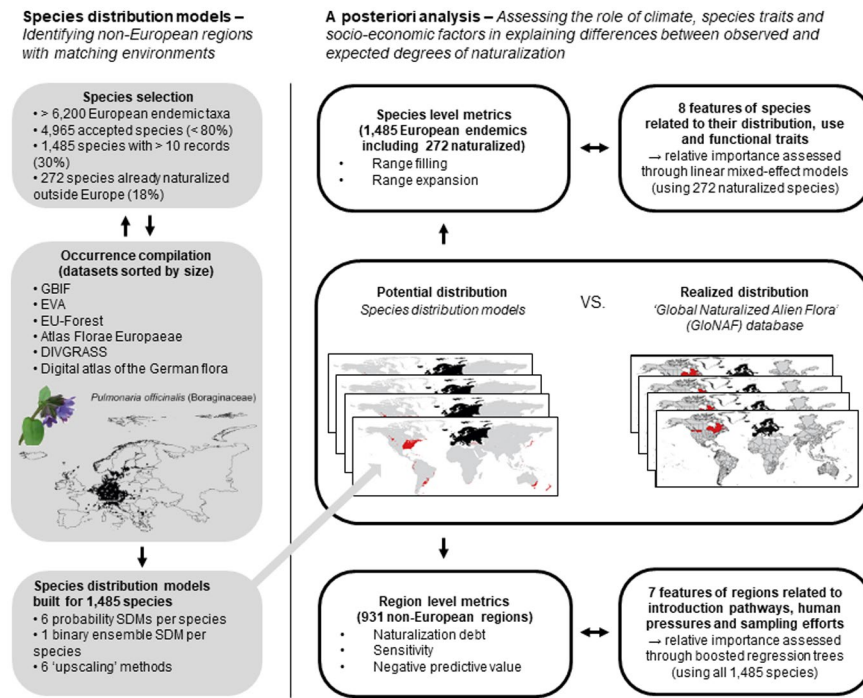 Species distribution models –
Identifying non-European regions
with matching environments
Species selection
• > 6,200 European endemic taxa
• 4,965 accepted species (< 80%)
• 1,485 species with > 10 records
(30%)
• 272 species already naturalized
outside Europe (18%)
Occurrence compilation
(datasets sorted by size)
• GBIF
• EVA
• EU-Forest
• Atlas Florae Europaeae
• DIVGRASS
• Digital atlas of the German flora
Pulmonaria officinalis (Boraginaceae)
Species distribution models
built for 1,485 species
• 6 probability SDMs per species
• 1 binary ensemble SDM per
species
• 6 ‘upscaling’ methods
A posteriori analysis – Assessing the role of climate, species traits and
socio-economic factors in explaining differences between observed and
expected degrees of naturalization
Species level metrics
(1,485 European endemics
including 272 naturalized)
• Range filling
• Range expansion
8 features of species
related to their distribution, use
and functional traits
→ relative importance assessed
through linear mixed-effect models
(using 272 naturalized species)
Potential distribution
Species distribution models
VS.
Realized distribution
‘Global Naturalized Alien Flora’
(GloNAF) database
Region level metrics
(931 non-European regions)
• Naturalization debt
• Sensitivity
• Negative predictive value
7 features of regions related to
introduction pathways, human
pressures and sampling efforts
→ relative importance assessed
through boosted regression trees
(using all 1,485 species)